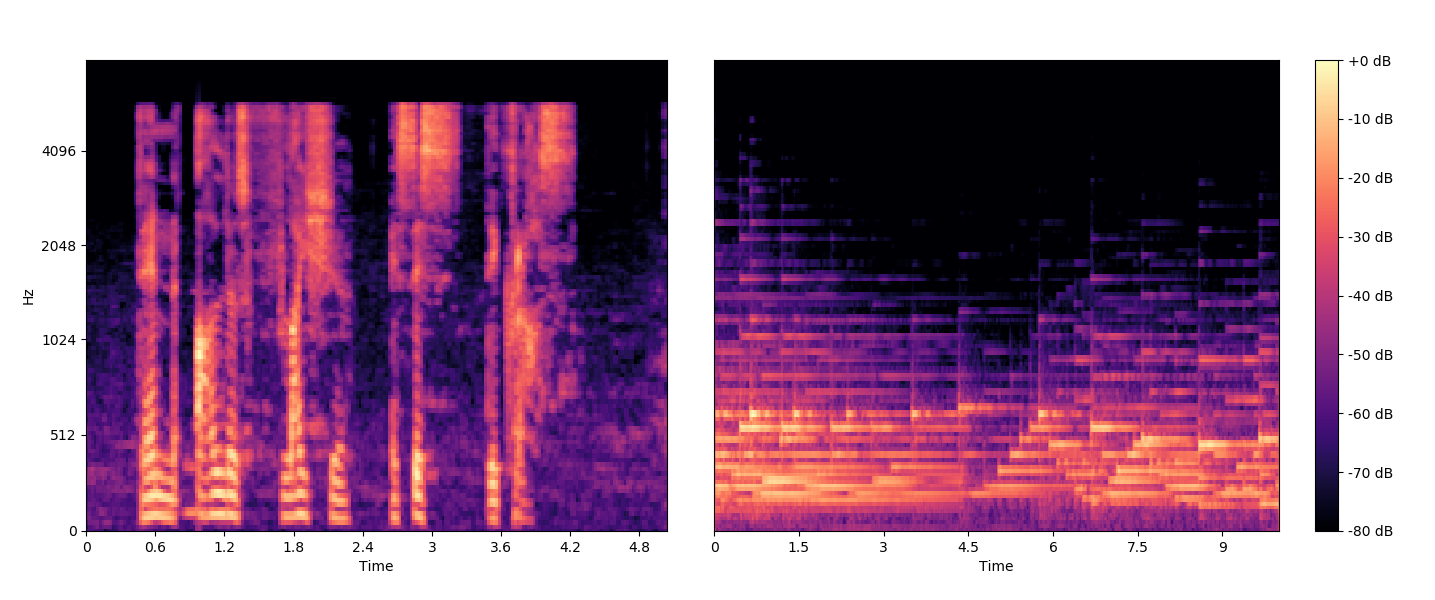 +0 dB
4096
-10 dB
-20 dB
2048
-30 dB
Hz
1024
-40 dB
-50 dB
512
-60 dB
-70 dB
0
-80 dB
0 0.6 1.2 1.8 2.4 3 3.6 4.2 4.8
0 1.5 3 4.5 6 7.5 9
Time
Time